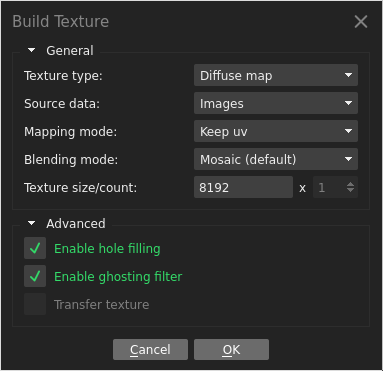 Build Texture
General
Texture type: Diffuse map
Source data: Images
Mapping mode: Keep uv
Blending mode: Mosaic (default)
Texture size/count: 8192 x 1
Advanced
Enable hole filling
Enable ghosting filter
Transfer texture
Cancel OK